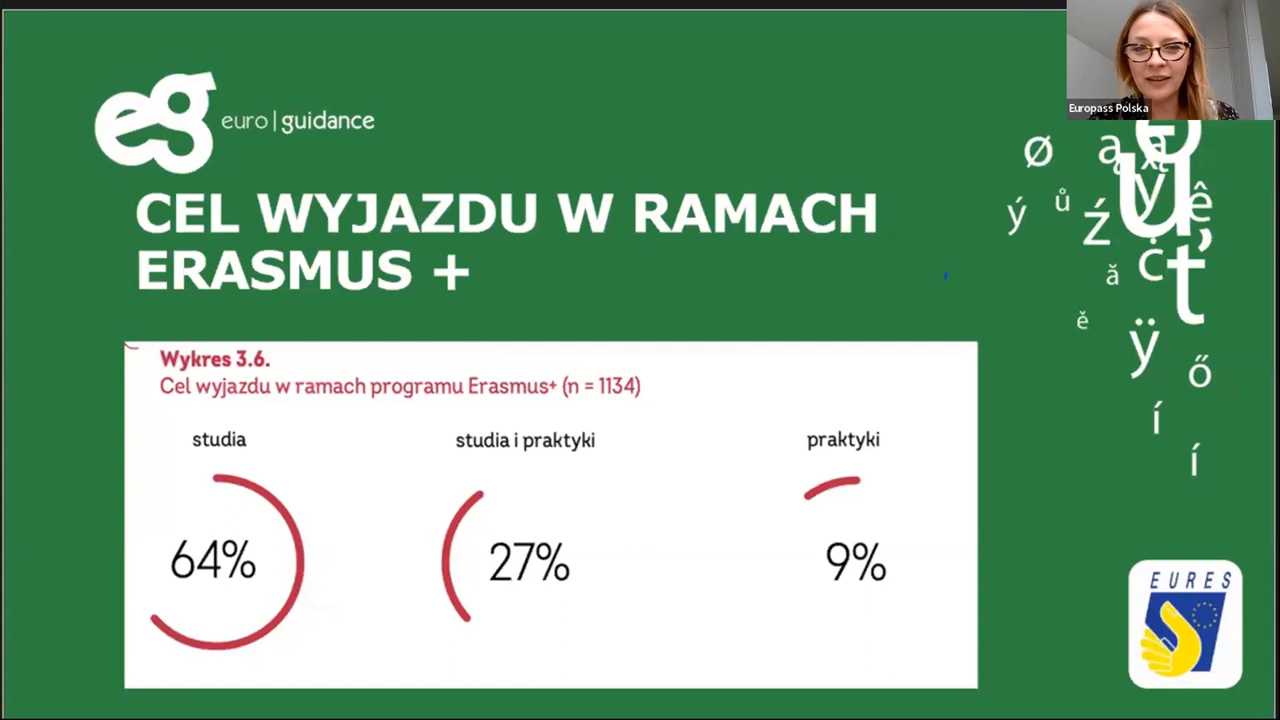 Europass Polska
eg euro | guidance
CEL WYJAZDU W RAMACH
ERASMUS +
Wykres 3.6.
Cel wyjazdu w ramach programu Erasmus+ (n = 1134)
studia
studia i praktyki
praktyki
64%
27%
9%
ø
ą
ý
ů
ź
ê
ă
ě
ÿ
ő
í
í
EURES